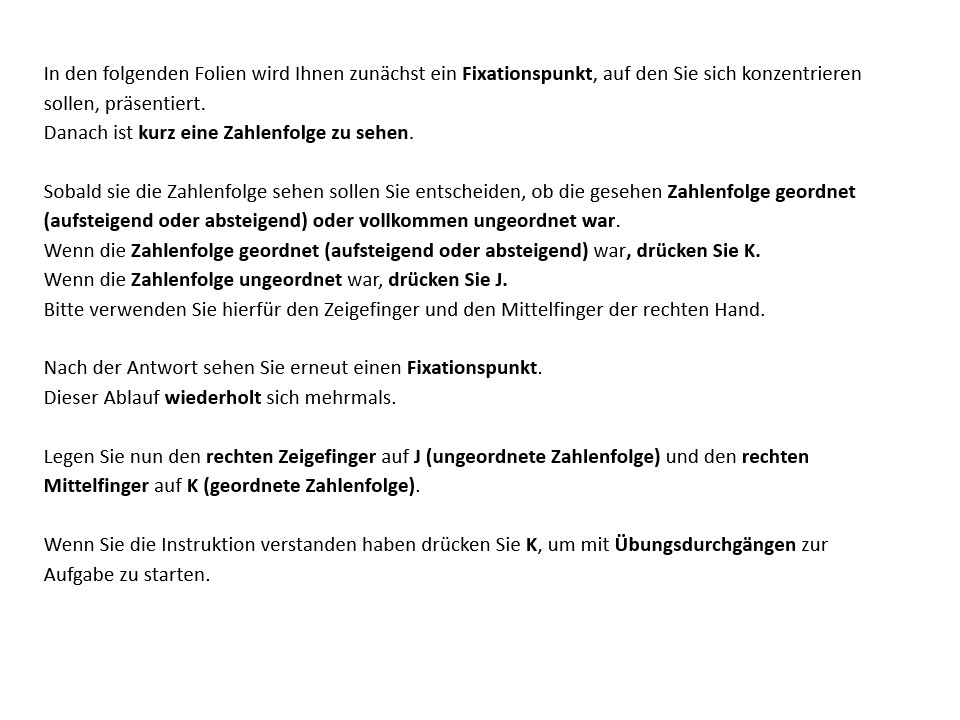 In den folgenden Folien wird Ihnen zunächst ein Fixationspunkt, auf den Sie sich konzentrieren
sollen, präsentiert.
Danach ist kurz eine Zahlenfolge zu sehen.
Sobald sie die Zahlenfolge sehen sollen Sie entscheiden, ob die gesehen Zahlenfolge geordnet
(aufsteigend oder absteigend) oder vollkommen ungeordnet war.
Wenn die Zahlenfolge geordnet (aufsteigend oder absteigend) war, drücken Sie K.
Wenn die Zahlenfolge ungeordnet war, drücken Sie J.
Bitte verwenden Sie hierfür den Zeigefinger und den Mittelfinger der rechten Hand.
Nach der Antwort sehen Sie erneut einen Fixationspunkt.
Dieser Ablauf wiederholt sich mehrmals.
Legen Sie nun den rechten Zeigefinger auf J (ungeordnete Zahlenfolge) und den rechten
Mittelfinger auf K (geordnete Zahlenfolge).
Wenn Sie die Instruktion verstanden haben drücken Sie K, um mit Übungsdurchgängen zur
Aufgabe zu starten.